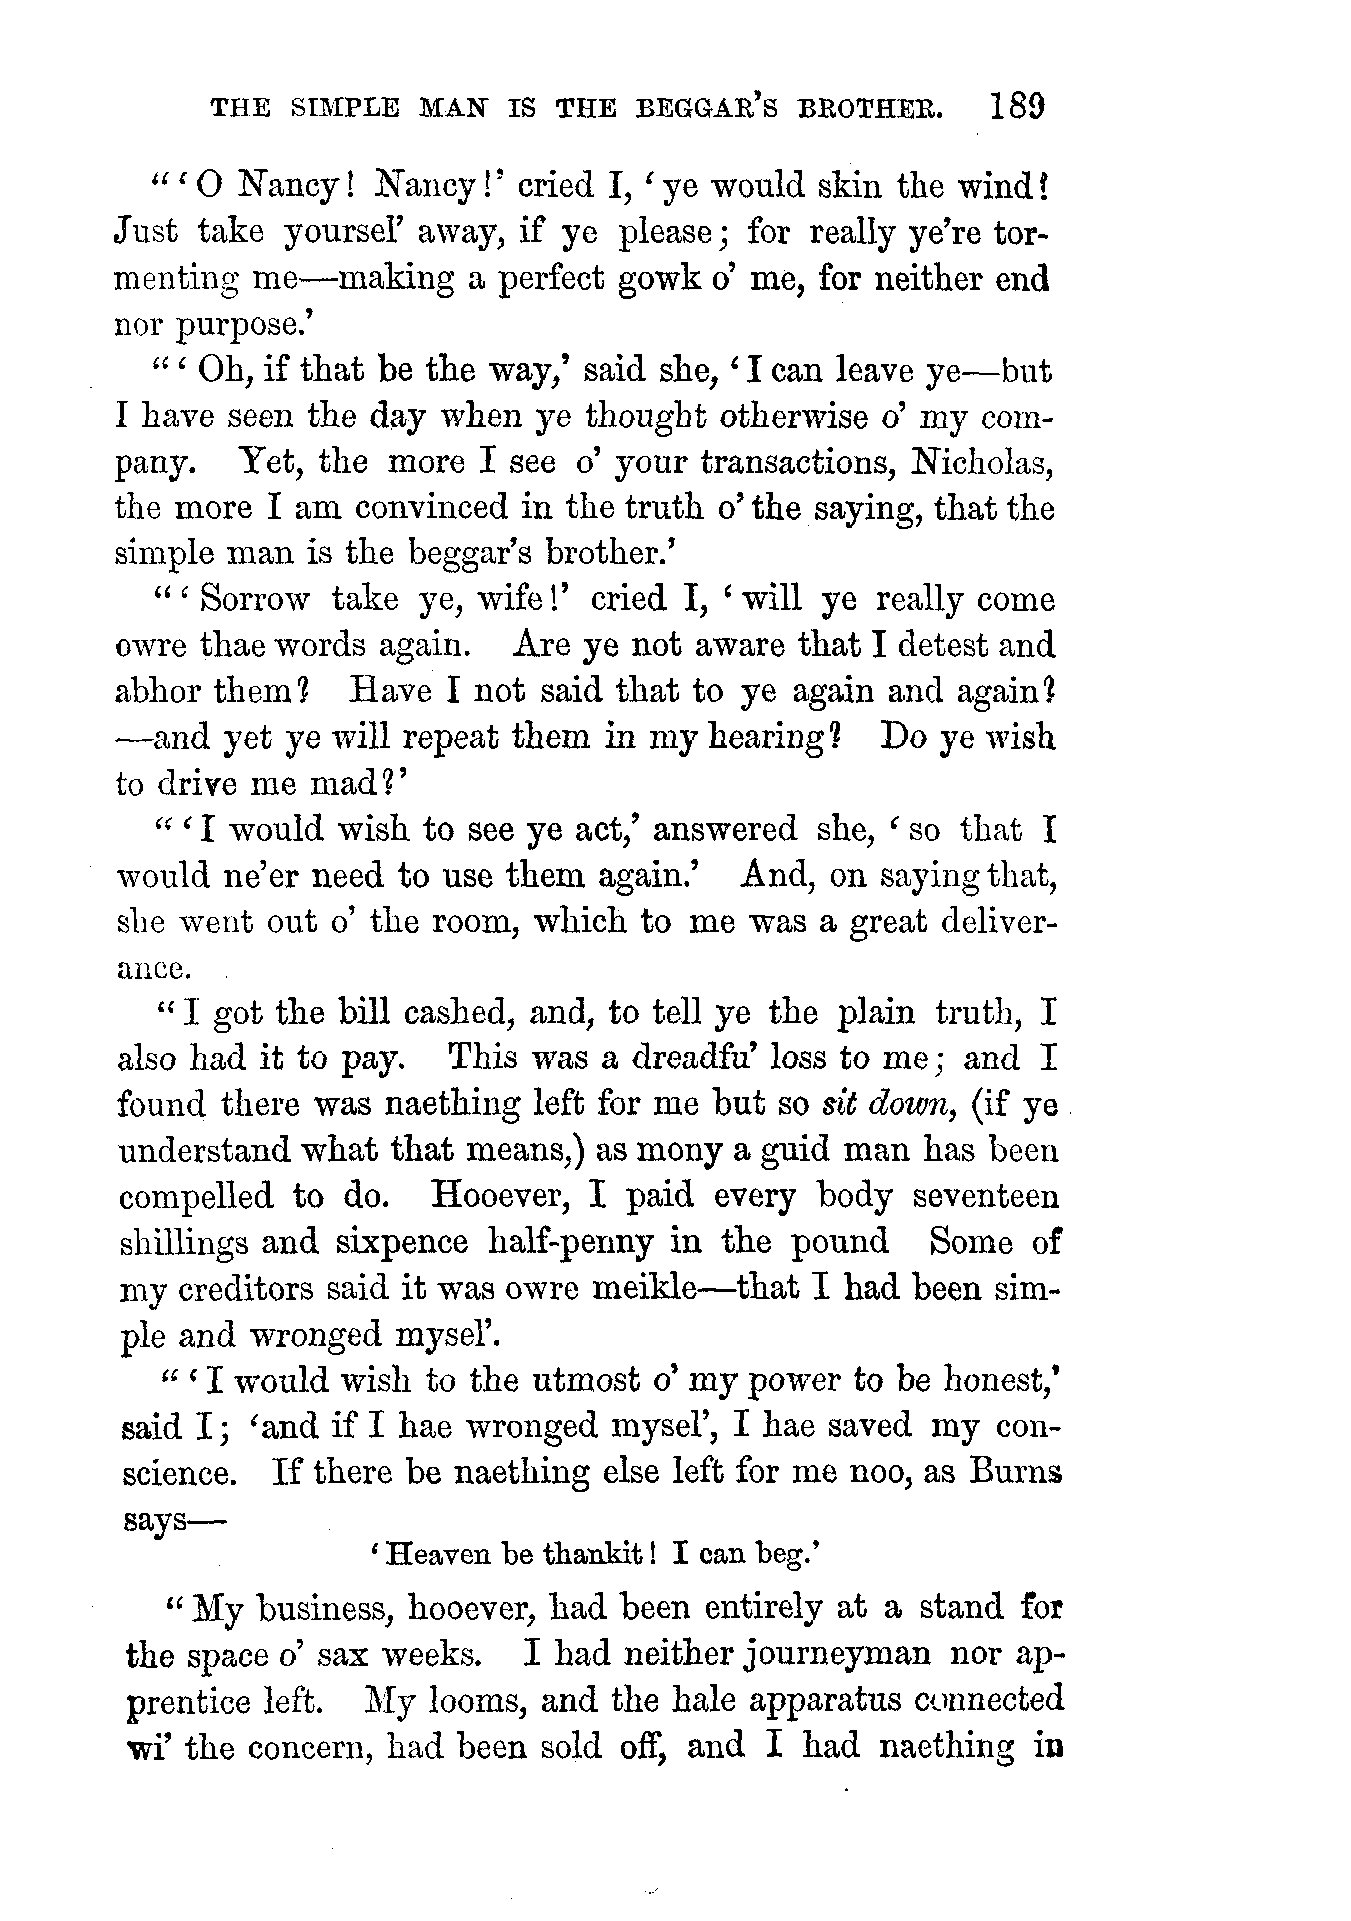 THE SIMPLE MAN IS THE BEGGAR'S BROTHER. 189
"'O Nancy! Nancy!' cried I, 'ye would skin the wind!
Just take yoursel' away, if ye please; for really ye're tor-
menting me—making a perfect gowk o' me, for neither end
nor purpose.'
"'Oh, if that be the way,' said she, 'I can leave ye—but
I have seen the day when ye thought otherwise o' my com-
pany. Yet, the more I see o' your transactions, Nicholas,
the more I am convinced in the truth o' the saying, that the
simple man is the beggar's brother.'
"'Sorrow take ye, wife!' cried I, 'will ye really come
owre thae words again. Are ye not aware that I detest and
abhor them? Have I not said that to ye again and again?
—and yet ye will repeat them in my hearing? Do ye wish
to drive me mad?'
"'I would wish to see ye act,' answered she, 'so that I
would ne'er need to use them again.' And, on saying that,
she went out o' the room, which to me was a great deliver-
ance.
"I got the bill cashed, and, to tell ye the plain truth, I
also had it to pay. This was a dreadfu' loss to me; and I
found there was naething left for me but so sit down, (if ye
understand what that means,) as mony a guid man has been
compelled to do. Hooever, I paid every body seventeen
shillings and sixpence half-penny in the pound Some of
my creditors said it was owre meikle—that I had been sim-
ple and wronged mysel'.
"'I would wish to the utmost o' my power to be honest,'
said I; 'and if I hae wronged mysel', I hae saved my con-
science. If there be naething else left for me noo, as Burns
says—
'Heaven be thankit! I can beg.'
"My business, hooever, had been entirely at a stand for
the space o' sax weeks. I had neither journeyman nor ap-
prentice left. My looms, and the hale apparatus connected
wi' the concern, had been sold off, and I had naething in